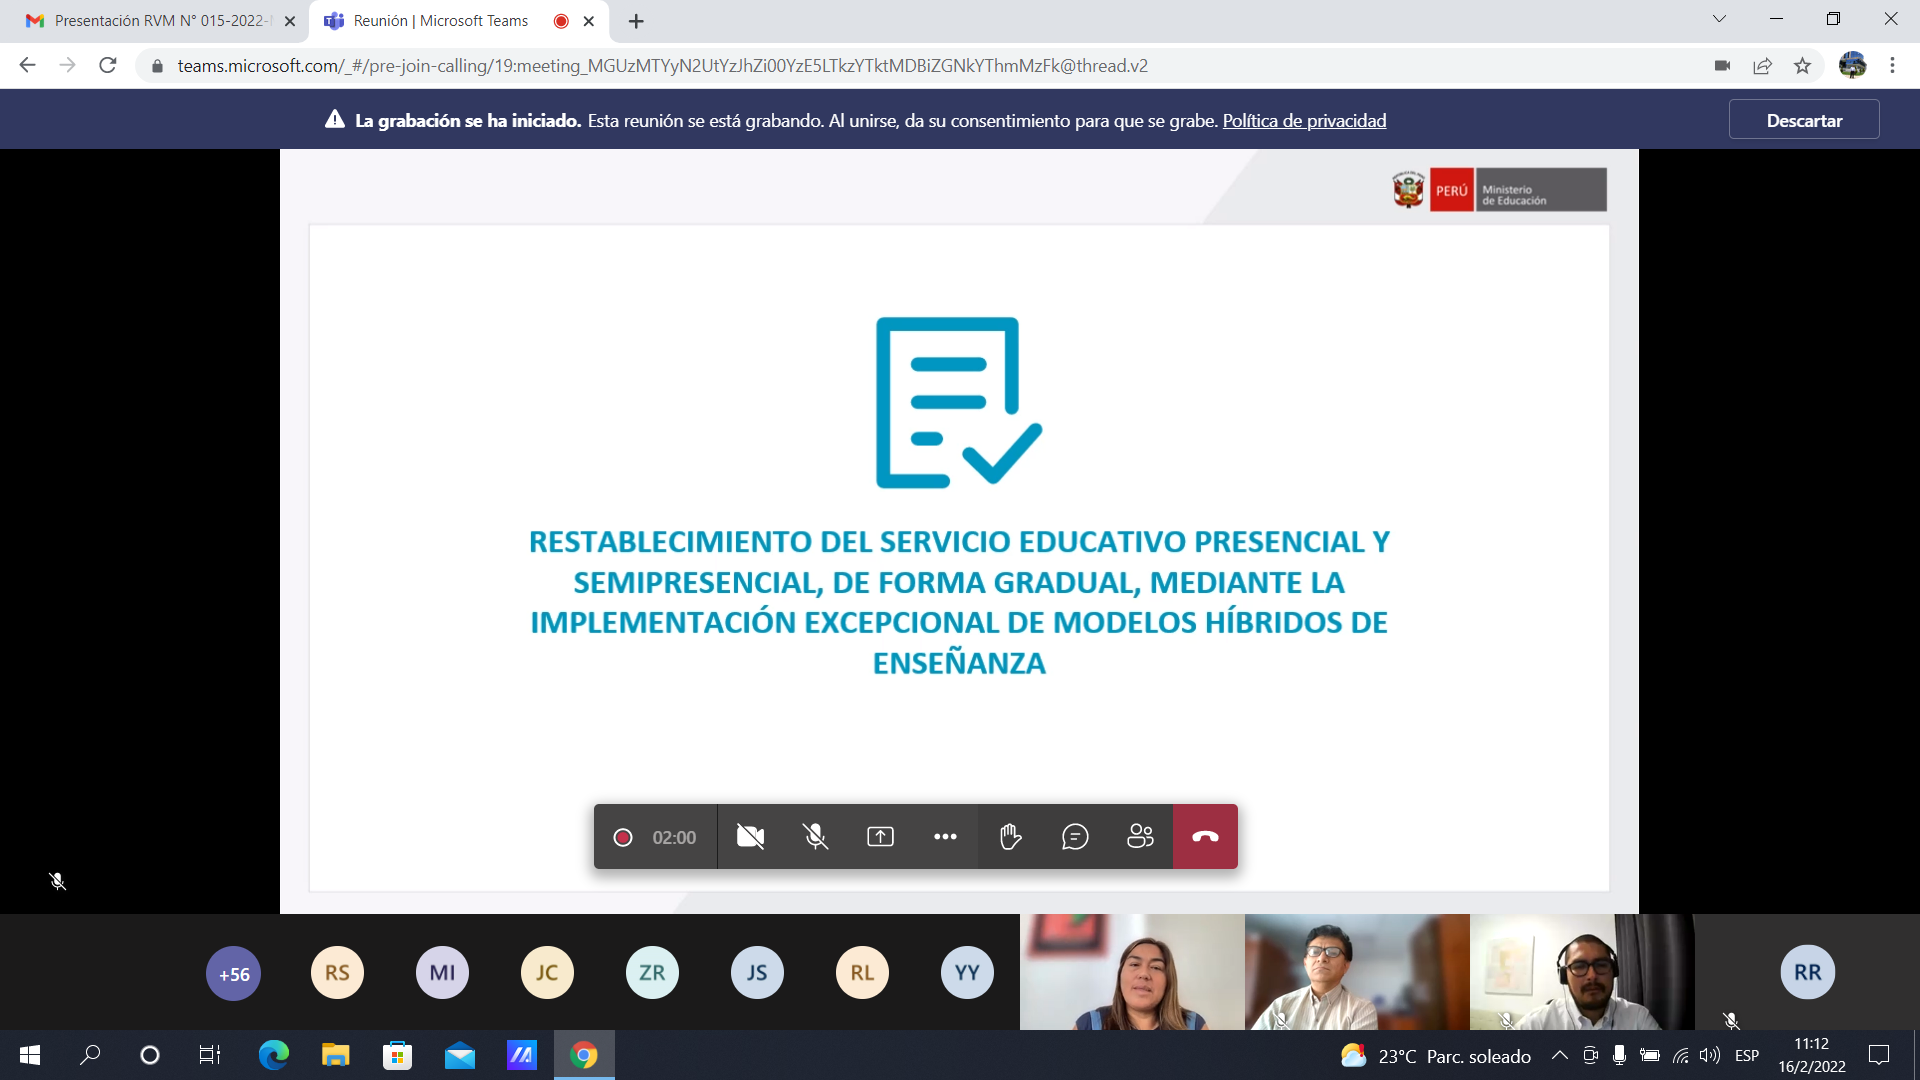 Presentación RVM N° 015-2022-
Reunión | Microsoft Teams
teams.microsoft.com/_#/pre-join-calling/19:meeting_MGUzMTYyN2UtYzJhZi00YzE5LTkzYTktMDBiZGNkYThmMzFk@thread.v2
La grabación se ha iniciado. Esta reunión se está grabando. Al unirse, da su consentimiento para que se grabe. Política de privacidad
Descartar
PERÚ
Ministerio
de Educación
RESTABLECIMIENTO DEL SERVICIO EDUCATIVO PRESENCIAL Y
SEMIPRESENCIAL, DE FORMA GRADUAL, MEDIANTE LA
IMPLEMENTACIÓN EXCEPCIONAL DE MODELOS HÍBRIDOS DE
ENSEÑANZA
02:00
+56
RS
MI
JC
ZR
JS
RL
YY
RR
23°C Parc. soleado
ESP
11:12
16/2/2022